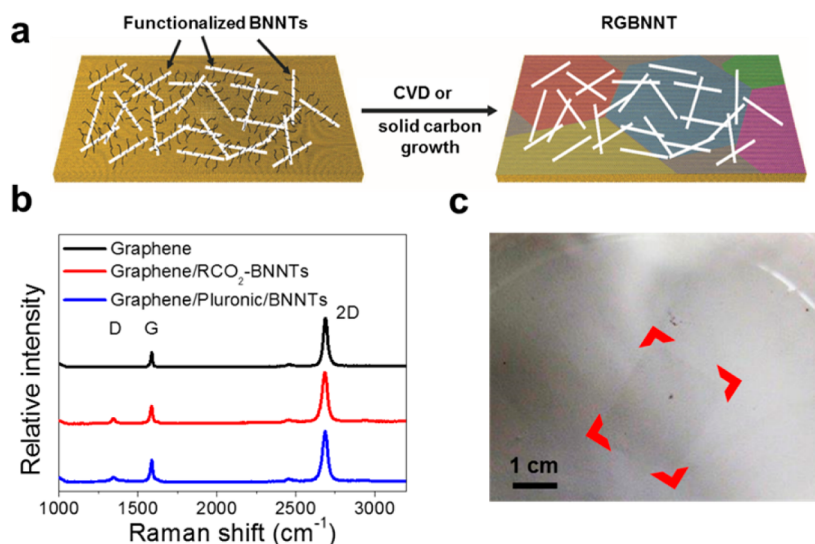 a
Functionalized BNNTs
RGBNNT
CVD or
solid carbon
growth
b
Relative intensity
Graphene
Graphene/RCO₂-BNNTs
Graphene/Pluronic/BNNTs
D
G
2D
1000 1500 2000 2500 3000
Raman shift (cm⁻¹)
c
1 cm